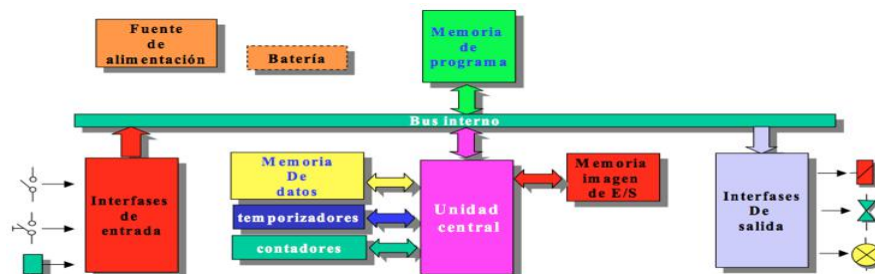 Fuente
de
alimentación
Batería
Memoria
de
programa
Bus interno
Interfases
de
entrada
Memoria
De
datos
temporizadores
contadores
Unidad
central
Memoria
imagen
de E/S
Interfases
De
salida